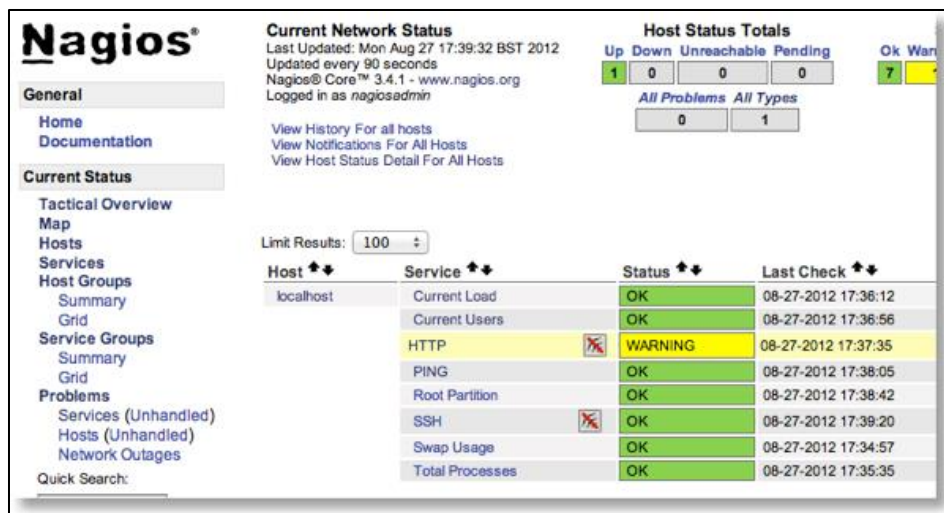 Nagios®
General
Home
Documentation
Current Status
Tactical Overview
Map
Hosts
Services
Host Groups
Summary
Grid
Service Groups
Summary
Grid
Problems
Services (Unhandled)
Hosts (Unhandled)
Network Outages
Quick Search:
Current Network Status
Last Updated: Mon Aug 27 17:39:32 BST 2012
Updated every 90 seconds
Nagios® Core™ 3.4.1 - www.nagios.org
Logged in as nagiosadmin
View History For all hosts
View Notifications For All Hosts
View Host Status Detail For All Hosts
Host Status Totals
Up Down Unreachable Pending
1 0 0 0
All Problems All Types
0 1
Ok War
7 1
Limit Results: 100
Host Service Status Last Check
localhost Current Load OK 08-27-2012 17:36:12
Current Users OK 08-27-2012 17:36:56
HTTP WARNING 08-27-2012 17:37:35
PING OK 08-27-2012 17:38:05
Root Partition OK 08-27-2012 17:38:42
SSH OK 08-27-2012 17:39:20
Swap Usage OK 08-27-2012 17:34:57
Total Processes OK 08-27-2012 17:35:35